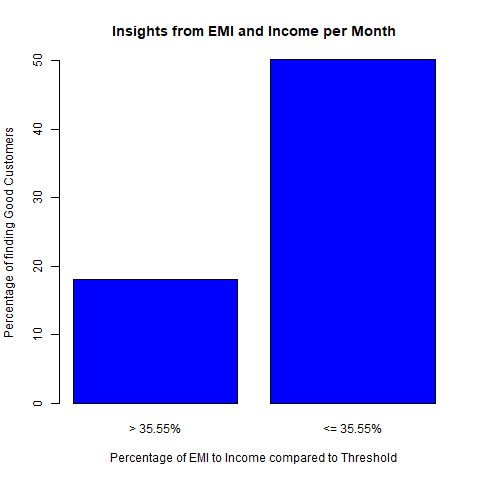 Insights from EMI and Income per Month
Percentage of finding Good Customers
50
40
30
20
10
0
> 35.55%
<= 35.55%
Percentage of EMI to Income compared to Threshold